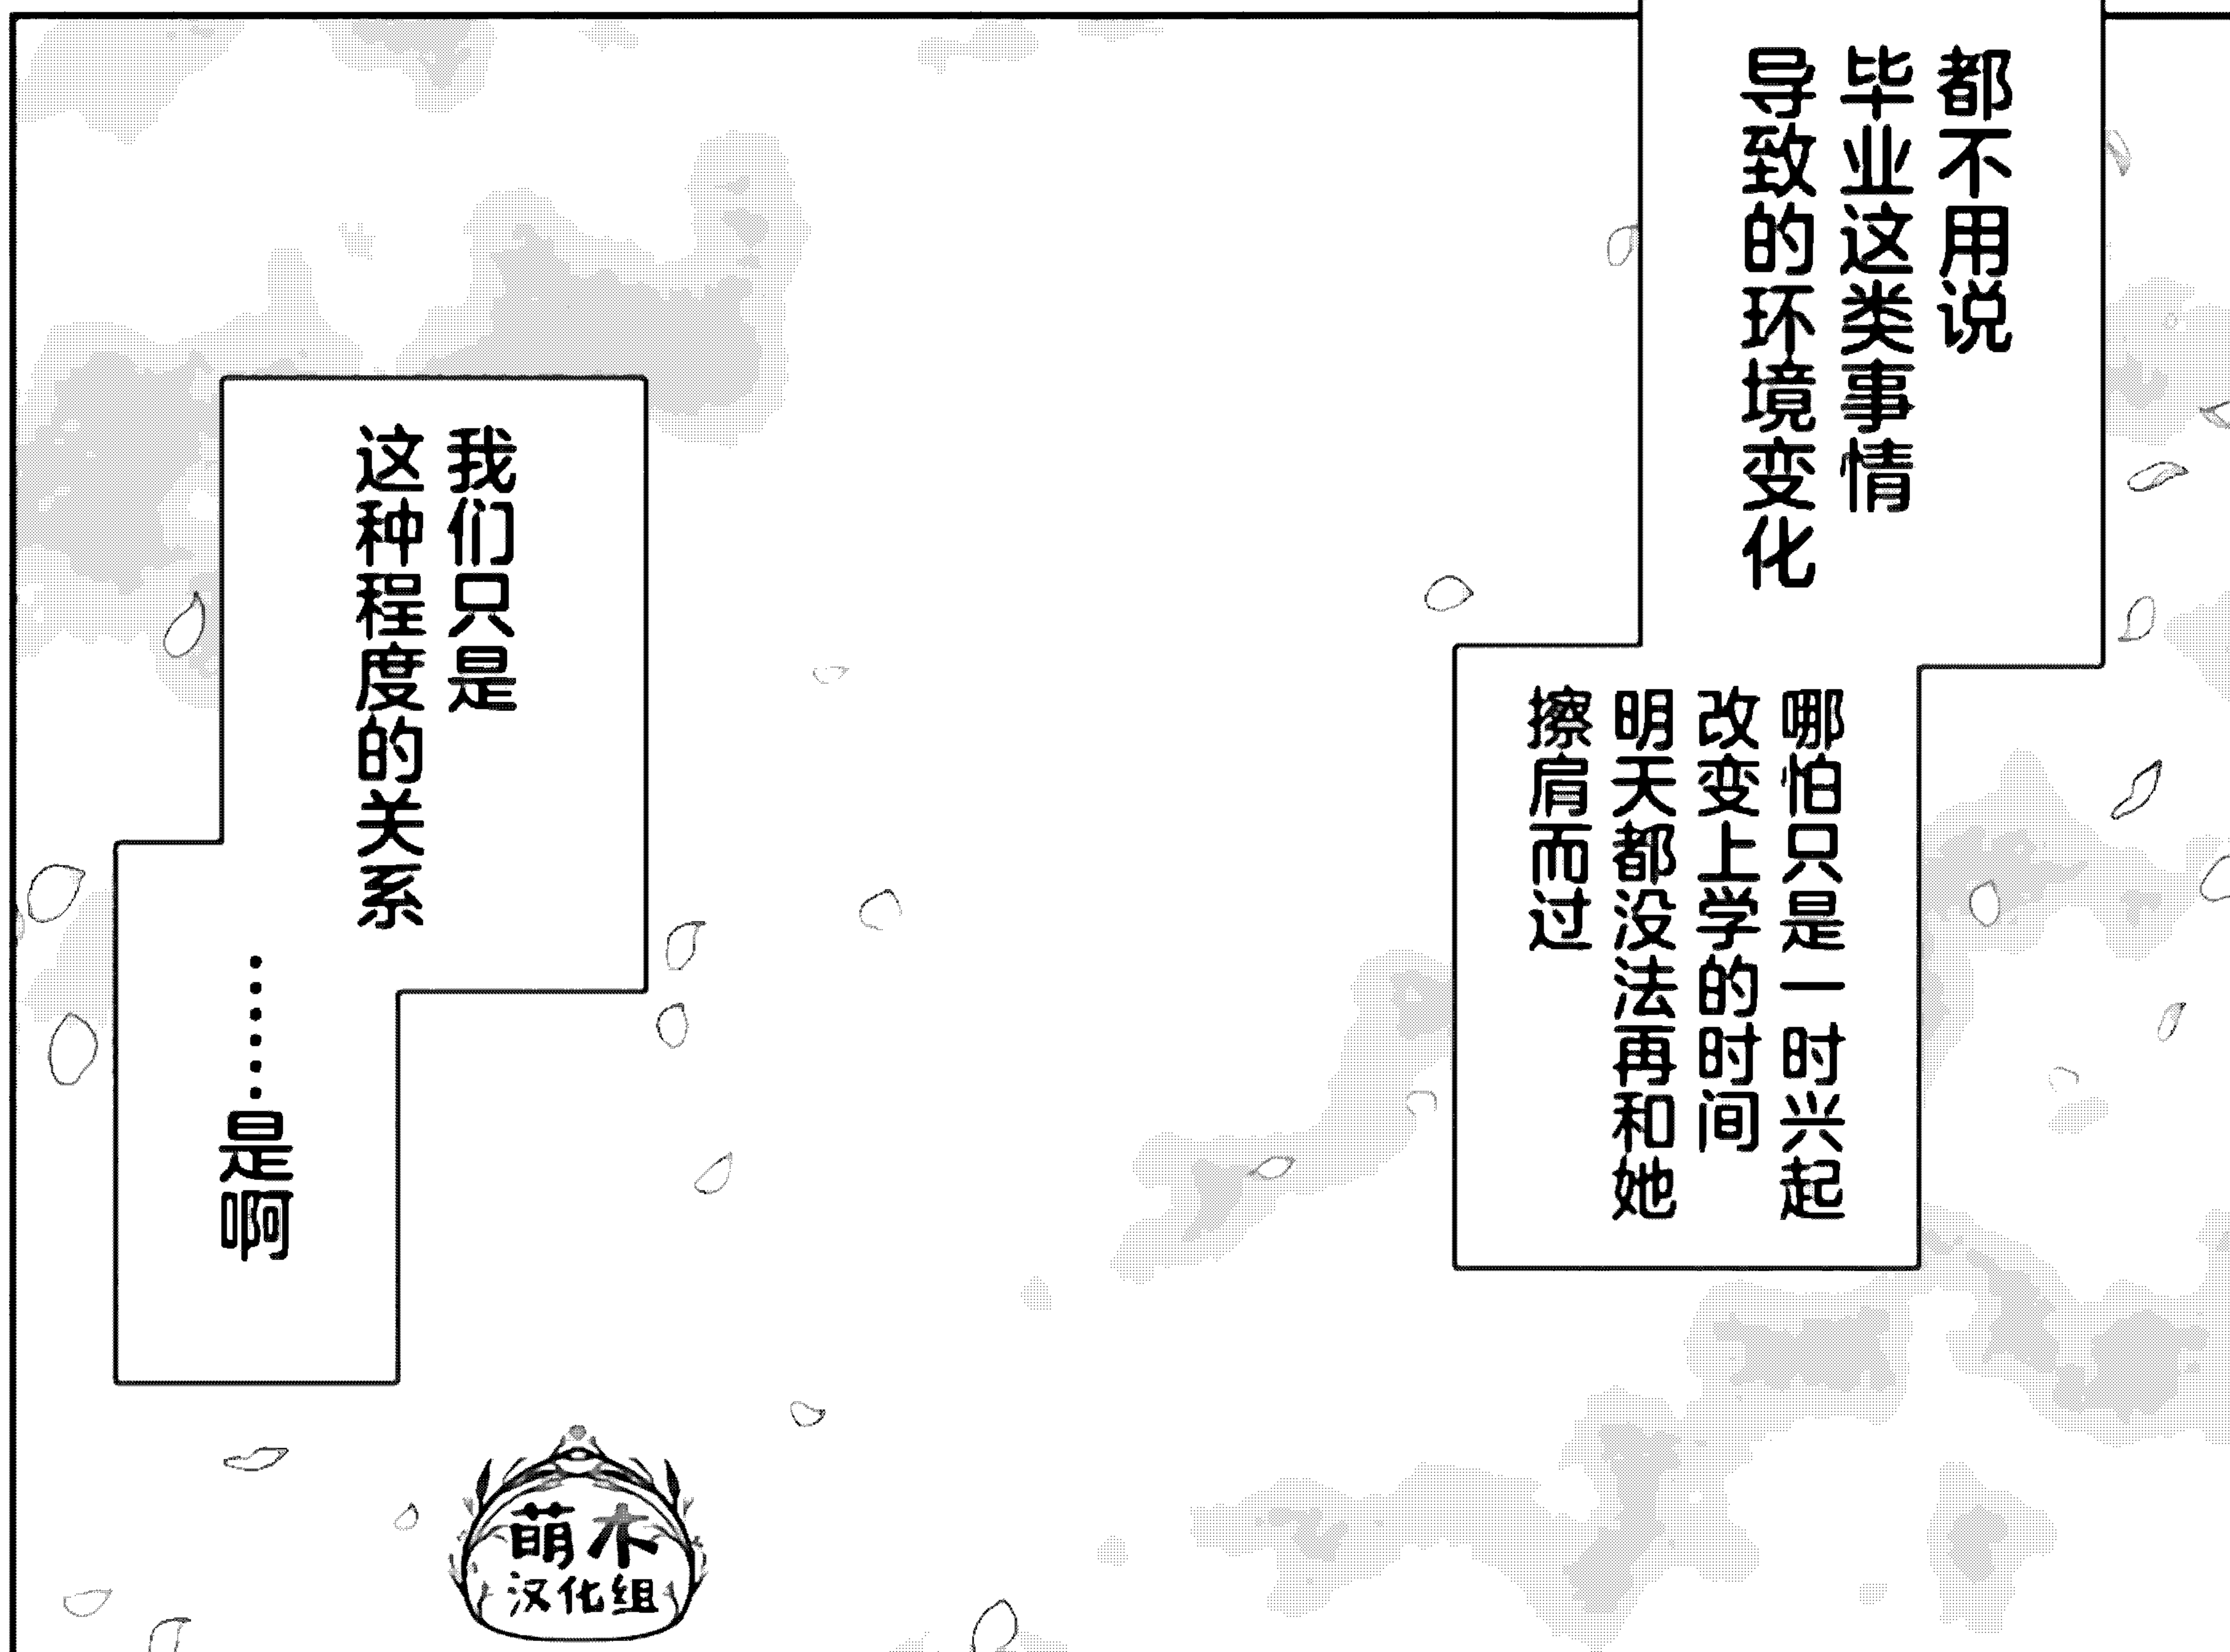 都不用说
毕业这类事情
导致的环境变化
哪怕只是一时兴起
改变上学的时间
明天都没法再和她
擦肩而过
我们只是
这种程度的关系
……是啊
萌木
汉化组